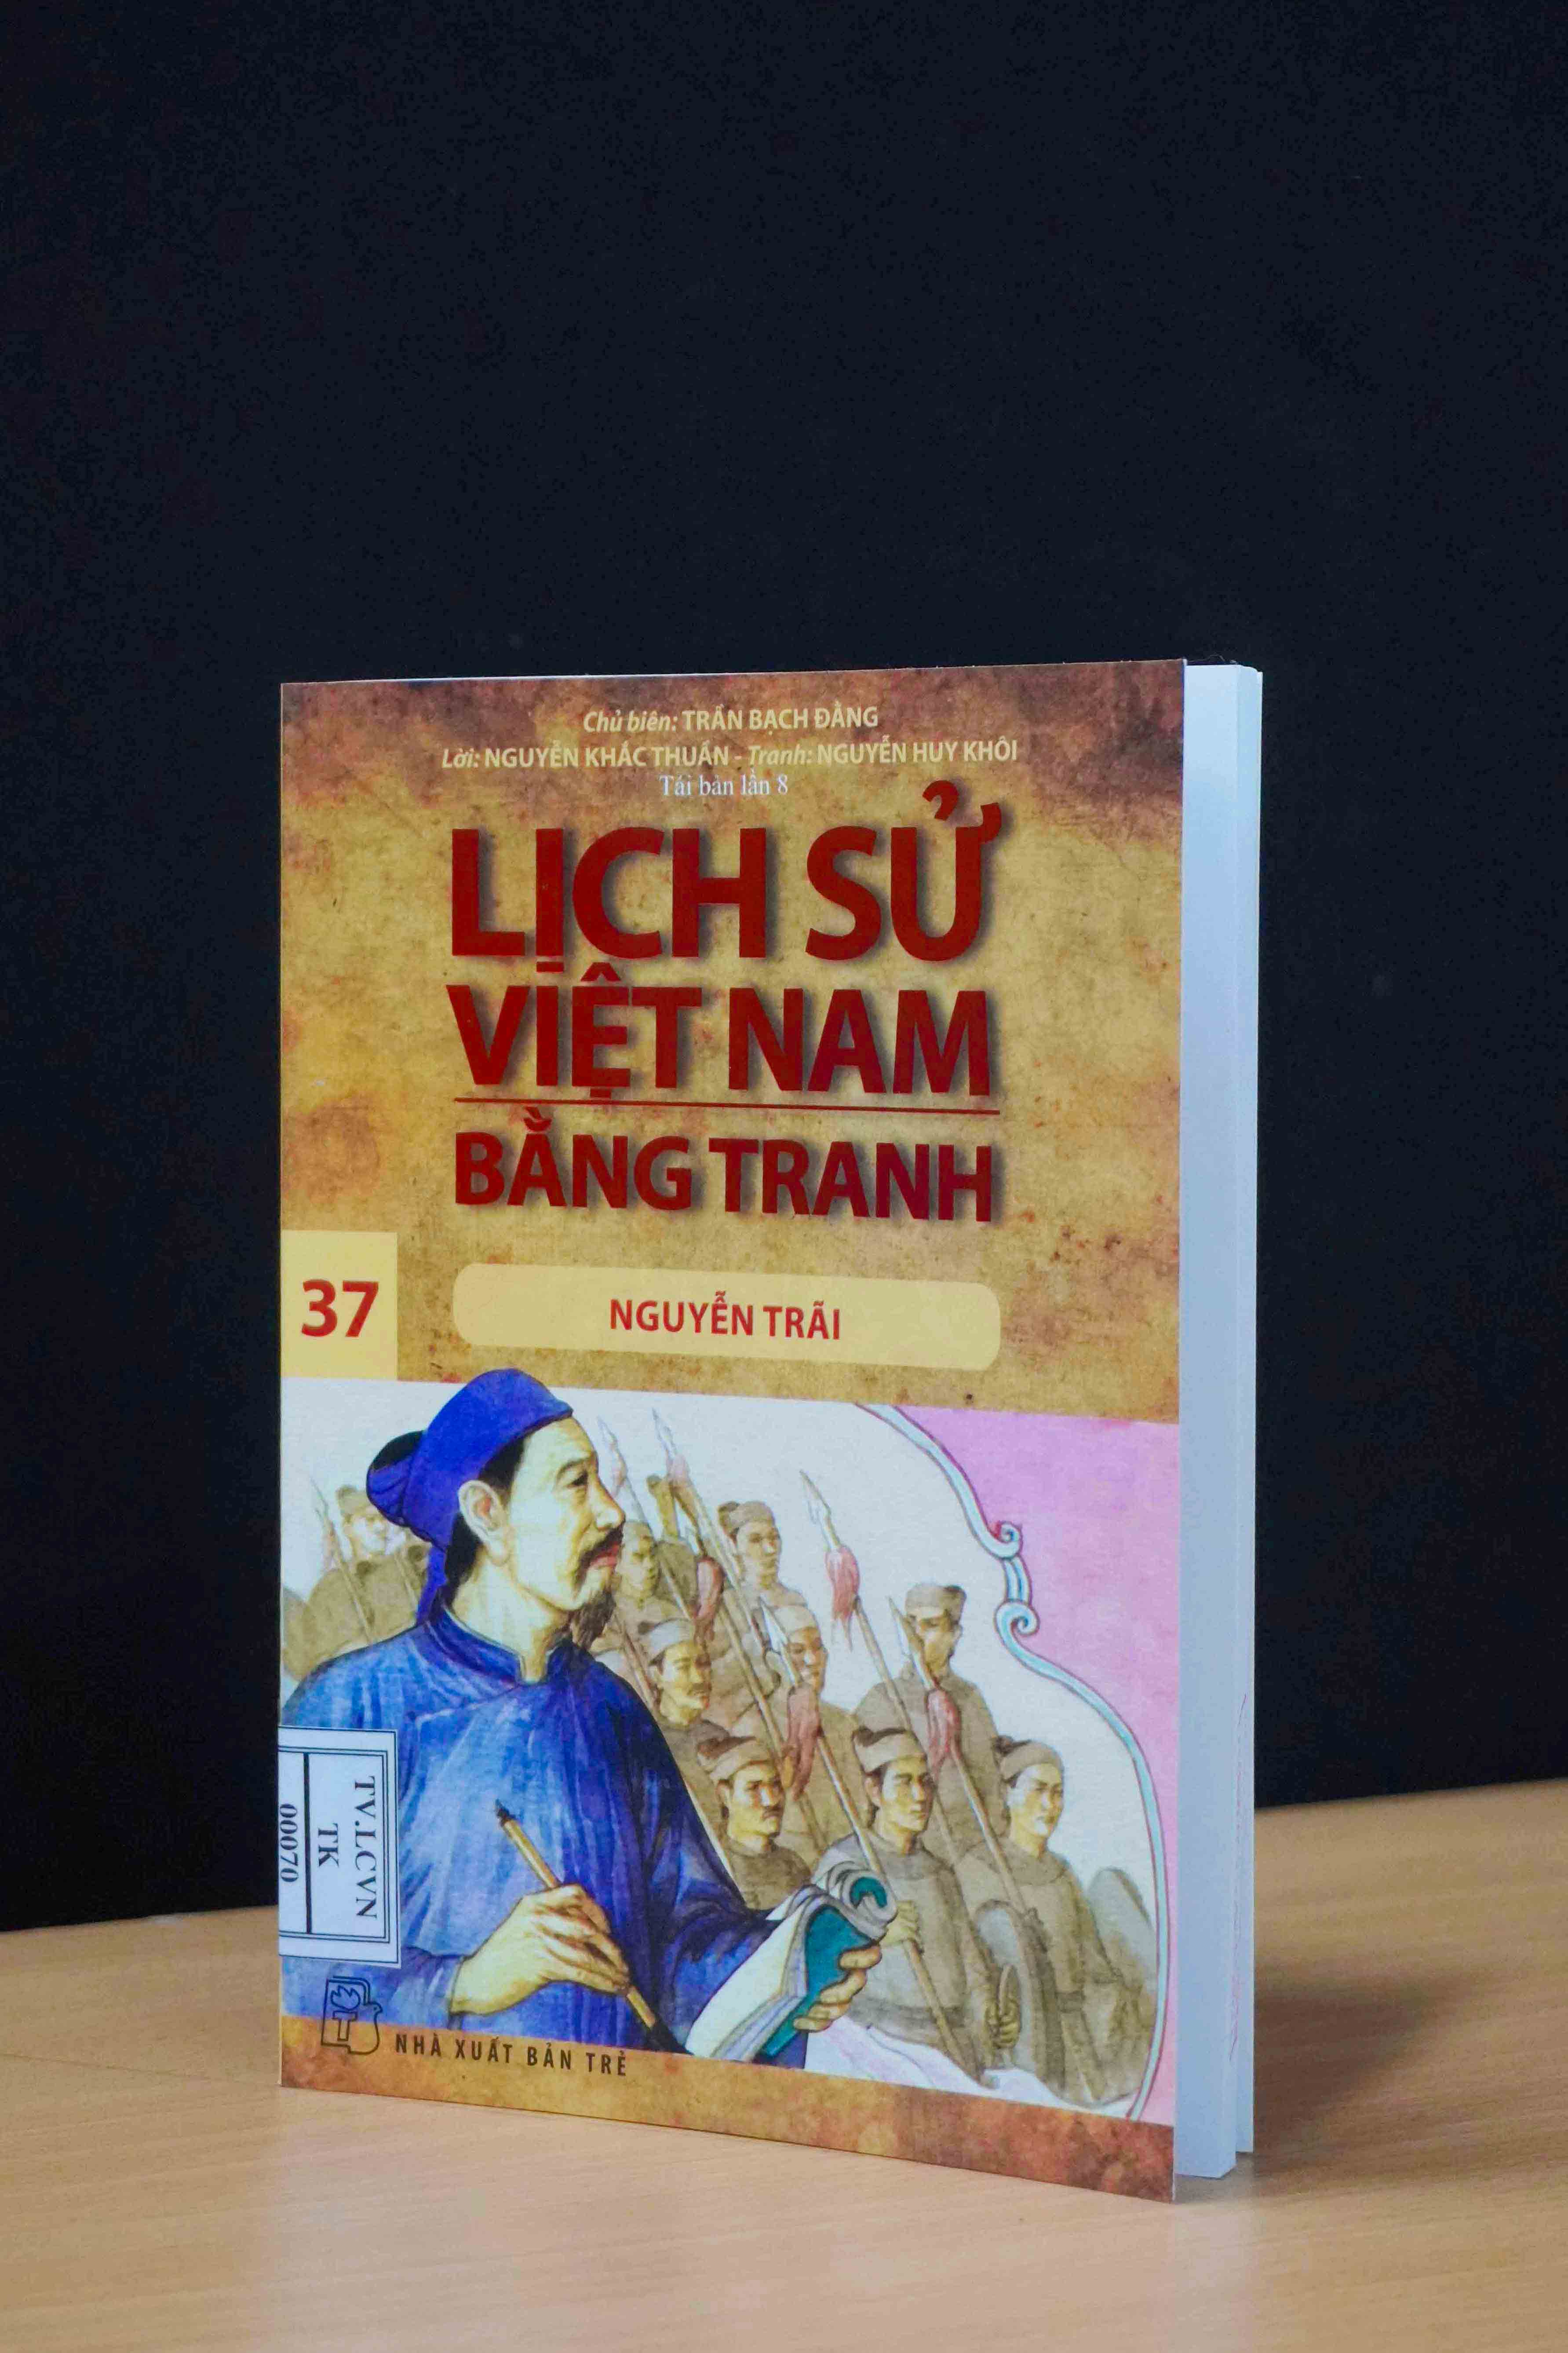 Chủ biên: TRẦN BẠCH ĐẰNG
Lời: NGUYỄN KHẮC THUẦN - Tranh: NGUYỄN HUY KHÔI
Tái bản lần 8
LỊCH SỬ
VIỆT NAM
BẰNG TRANH
37
NGUYỄN TRÃI
TV.LCVN
TK
00070
NHÀ XUẤT BẢN TRẺ